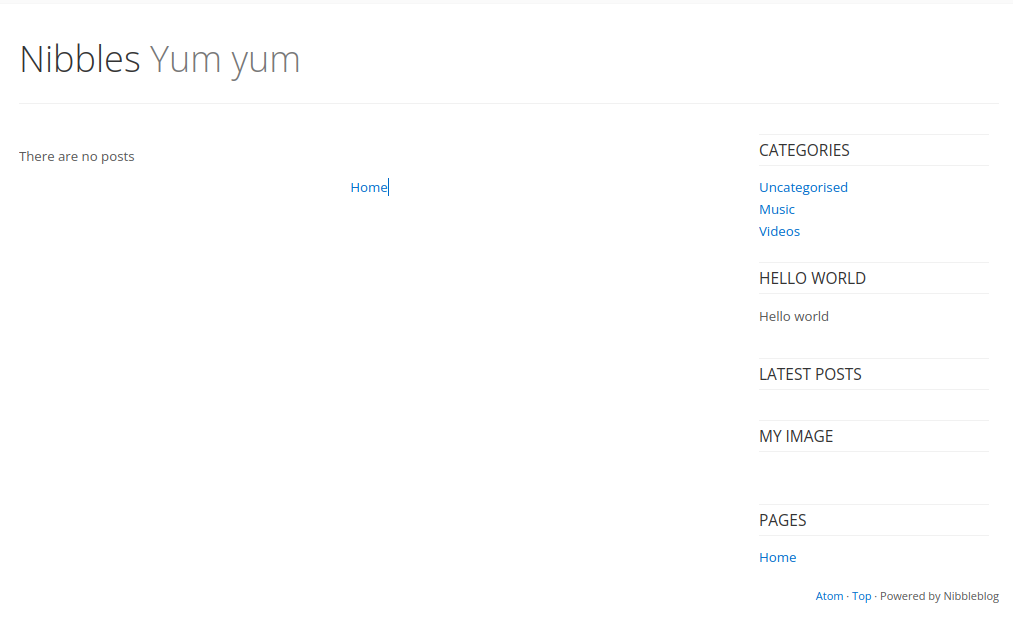 Nibbles Yum yum
There are no posts
Home
CATEGORIES
Uncategorised
Music
Videos
HELLO WORLD
Hello world
LATEST POSTS
MY IMAGE
PAGES
Home
Atom · Top · Powered by Nibbleblog